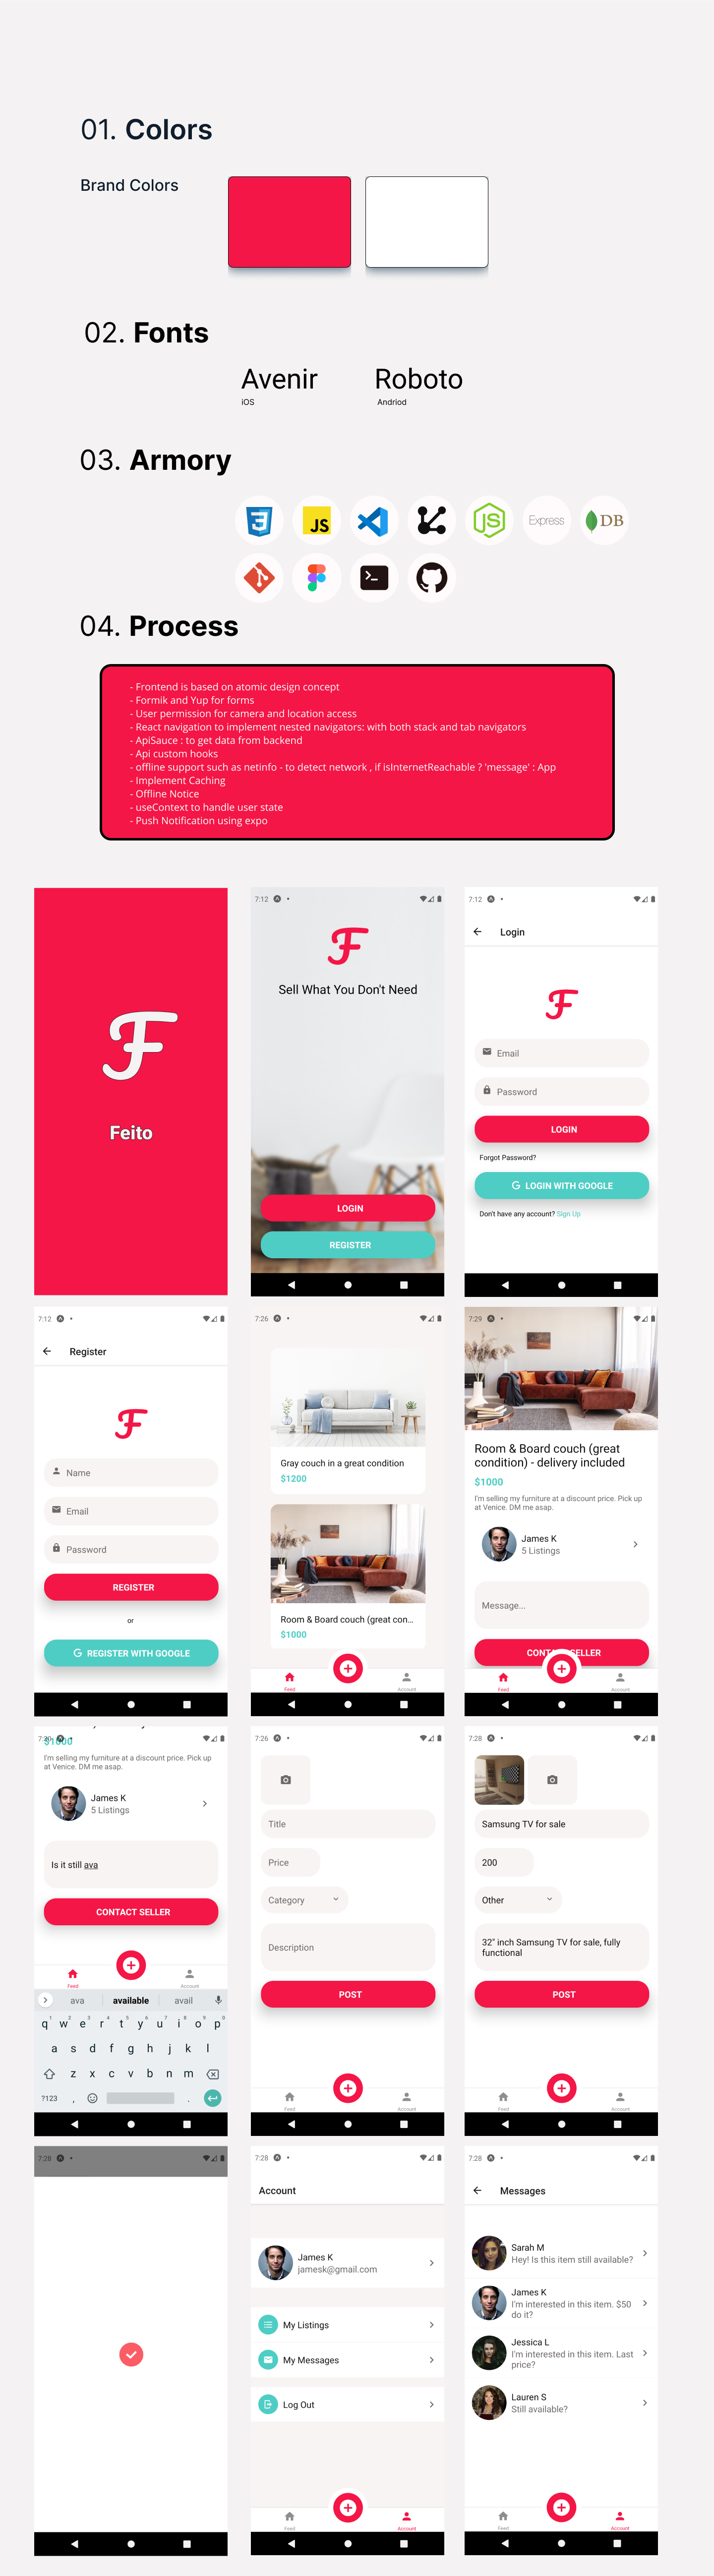 01. Colors
Brand Colors
02. Fonts
Avenir
iOS
Roboto
Andriod
03. Armory
JS
JS
Express
DB
04. Process
- Frontend is based on atomic design concept
- Formik and Yup for forms
- User permission for camera and location access
- React navigation to implement nested navigators: with both stack and tab navigators
- ApiSauce : to get data from backend
- Api custom hooks
- offline support such as netinfo - to detect network , if isInternetReachable ? 'message' : App
- Implement Caching
- Offline Notice
- useContext to handle user state
- Push Notification using expo
F
Feito
7:12
F
Sell What You Don't Need
LOGIN
REGISTER
7:12
Login
F
Email
Password
LOGIN
Forgot Password?
G LOGIN WITH GOOGLE
Don't have any account? Sign Up
7:12
Register
F
Name
Email
Password
REGISTER
or
G REGISTER WITH GOOGLE
7:26
Gray couch in a great condition
$1200
Room & Board couch (great con...
$1000
Feed
Account
7:29
Room & Board couch (great
condition) - delivery included
$1000
I'm selling my furniture at a discount price. Pick up
at Venice. DM me asap.
James K
5 Listings
Message...
CONTACT SELLER
Feed
Account
$1000
I'm selling my furniture at a discount price. Pick up
at Venice. DM me asap.
James K
5 Listings
Is it still ava
CONTACT SELLER
Feed
Account
ava available avail
q w e r t y u i o p
1 2 3 4 5 6 7 8 9 0
a s d f g h j k l
z x c v b n m
?123 , .
7:26
Title
Price
Category
Description
POST
Feed
Account
7:28
Samsung TV for sale
200
Other
32" inch Samsung TV for sale, fully
functional
POST
Feed
Account
7:28
7:28
Account
James K
jamesk@gmail.com
My Listings
My Messages
Log Out
Feed
Account
7:28
Messages
Sarah M
Hey! Is this item still available?
James K
I'm interested in this item. $50
do it?
Jessica L
I'm interested in this item. Last
price?
Lauren S
Still available?
Feed
Account